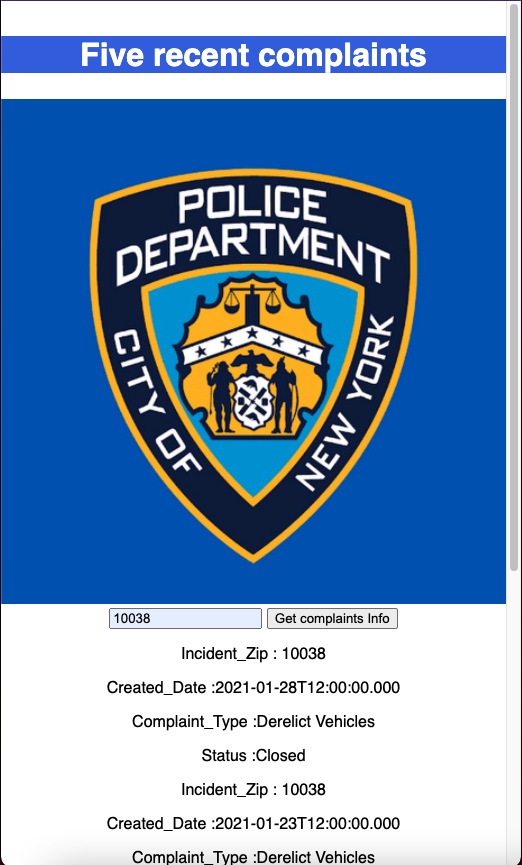 Five recent complaints
POLICE
DEPARTMENT
CITY OF
NEW YORK
10038 Get complaints Info
Incident_Zip : 10038
Created_Date :2021-01-28T12:00:00.000
Complaint_Type :Derelict Vehicles
Status :Closed
Incident_Zip : 10038
Created_Date :2021-01-23T12:00:00.000
Complaint_Type :Derelict Vehicles